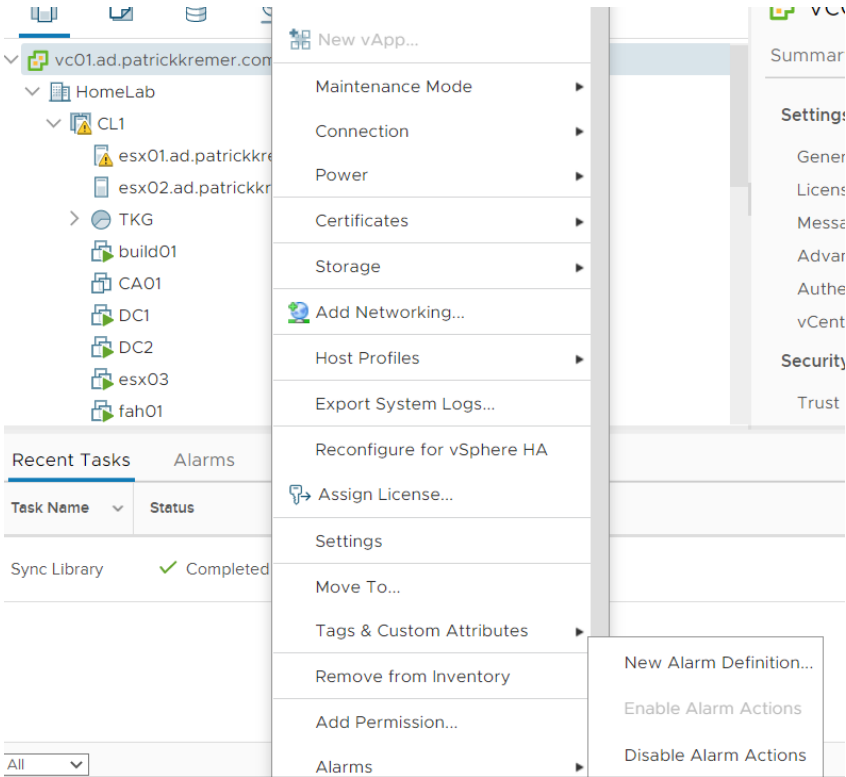 vc01.ad.patrickkremer.com
HomeLab
CL1
esx01.ad.patrickkre
esx02.ad.patrickkr
TKG
build01
CA01
DC1
DC2
esx03
fah01
New vApp...
Maintenance Mode
Connection
Power
Certificates
Storage
Add Networking...
Host Profiles
Export System Logs...
Reconfigure for vSphere HA
Assign License...
Settings
Move To...
Tags & Custom Attributes
Remove from Inventory
Add Permission...
Alarms
New Alarm Definition...
Enable Alarm Actions
Disable Alarm Actions
Summar
Settings
Gener
Licens
Messa
Advar
Authe
vCent
Security
Trust
Recent Tasks
Alarms
Task Name
Status
Sync Library
Completed
All